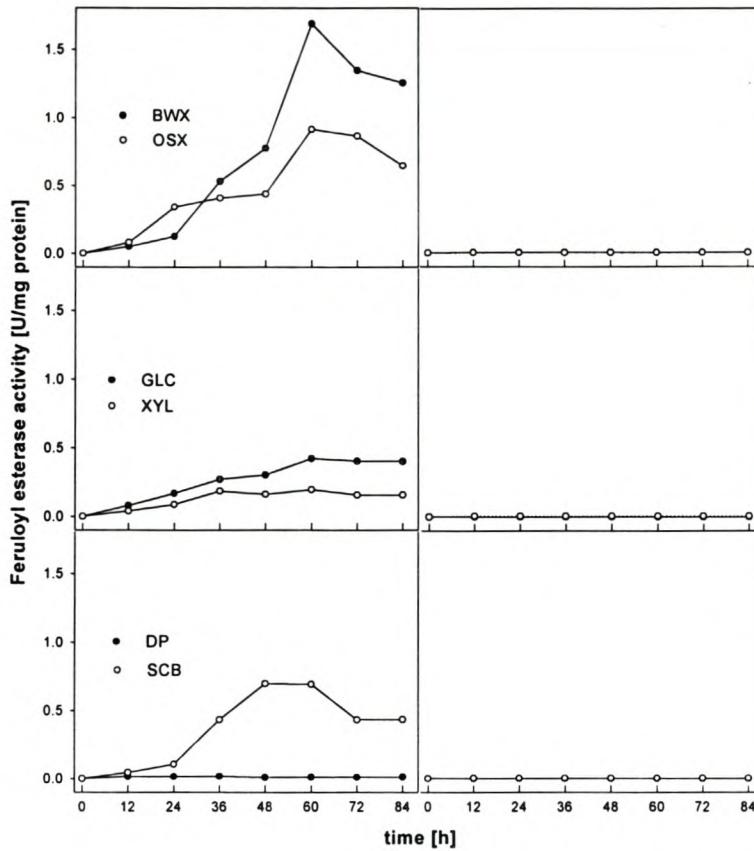 Feruloyl esterase activity [U/mg protein]
1.5
1.0
0.5
0.0
BWX
OSX
1.5
1.0
0.5
0.0
GLC
XYL
1.5
1.0
0.5
0.0
DP
SCB
0 12 24 36 48 60 72 84
0 12 24 36 48 60 72 84
time [h]